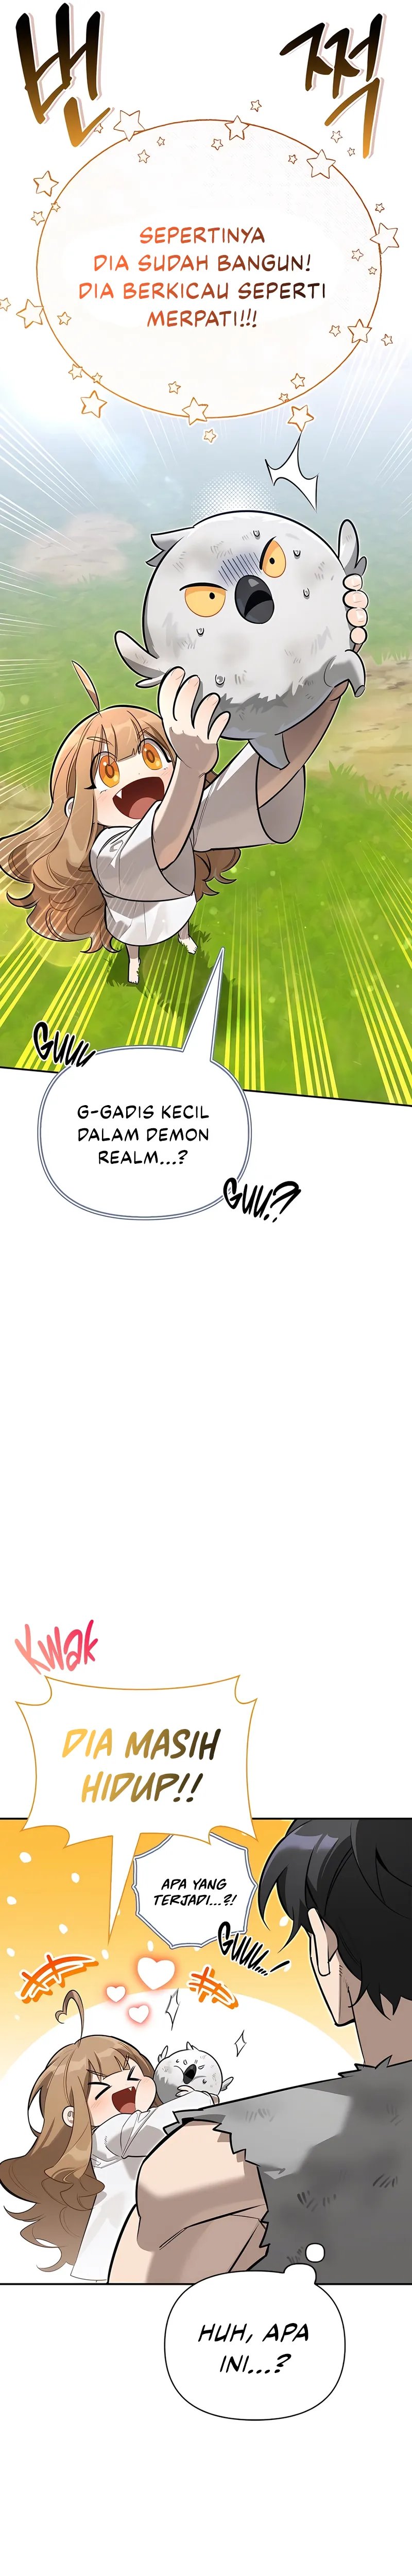 번쩍
SEPERTINYA
DIA SUDAH BANGUN!
DIA BERKICAU SEPERTI
MERPATI!!!
GUUU
G-GADIS KECIL
DALAM DEMON
REALM...?
GUU?
KWAK
DIA MASIH
HIDUP!!
APA YANG
TERJADI...?!
GUUU...!
HUH, APA
INI...?